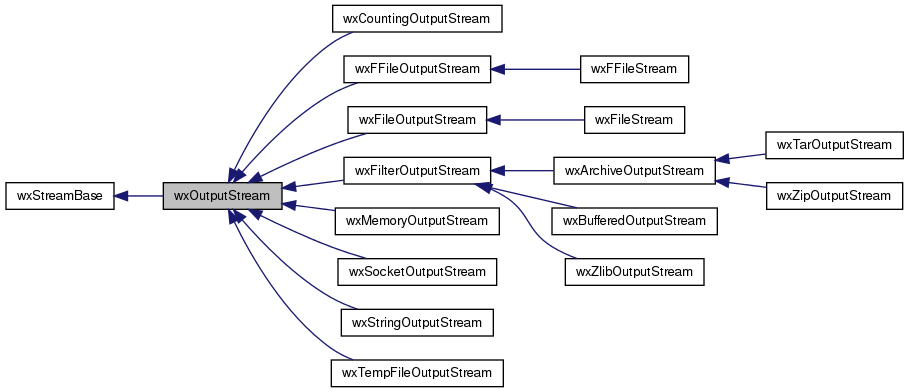 wxCountingOutputStream
wxFFileOutputStream
wxFFileStream
wxFileOutputStream
wxFileStream
wxTarOutputStream
wxFilterOutputStream
wxArchiveOutputStream
wxStreamBase
wxOutputStream
wxZipOutputStream
wxMemoryOutputStream
wxBufferedOutputStream
wxSocketOutputStream
wxZlibOutputStream
wxStringOutputStream
wxTempFileOutputStream